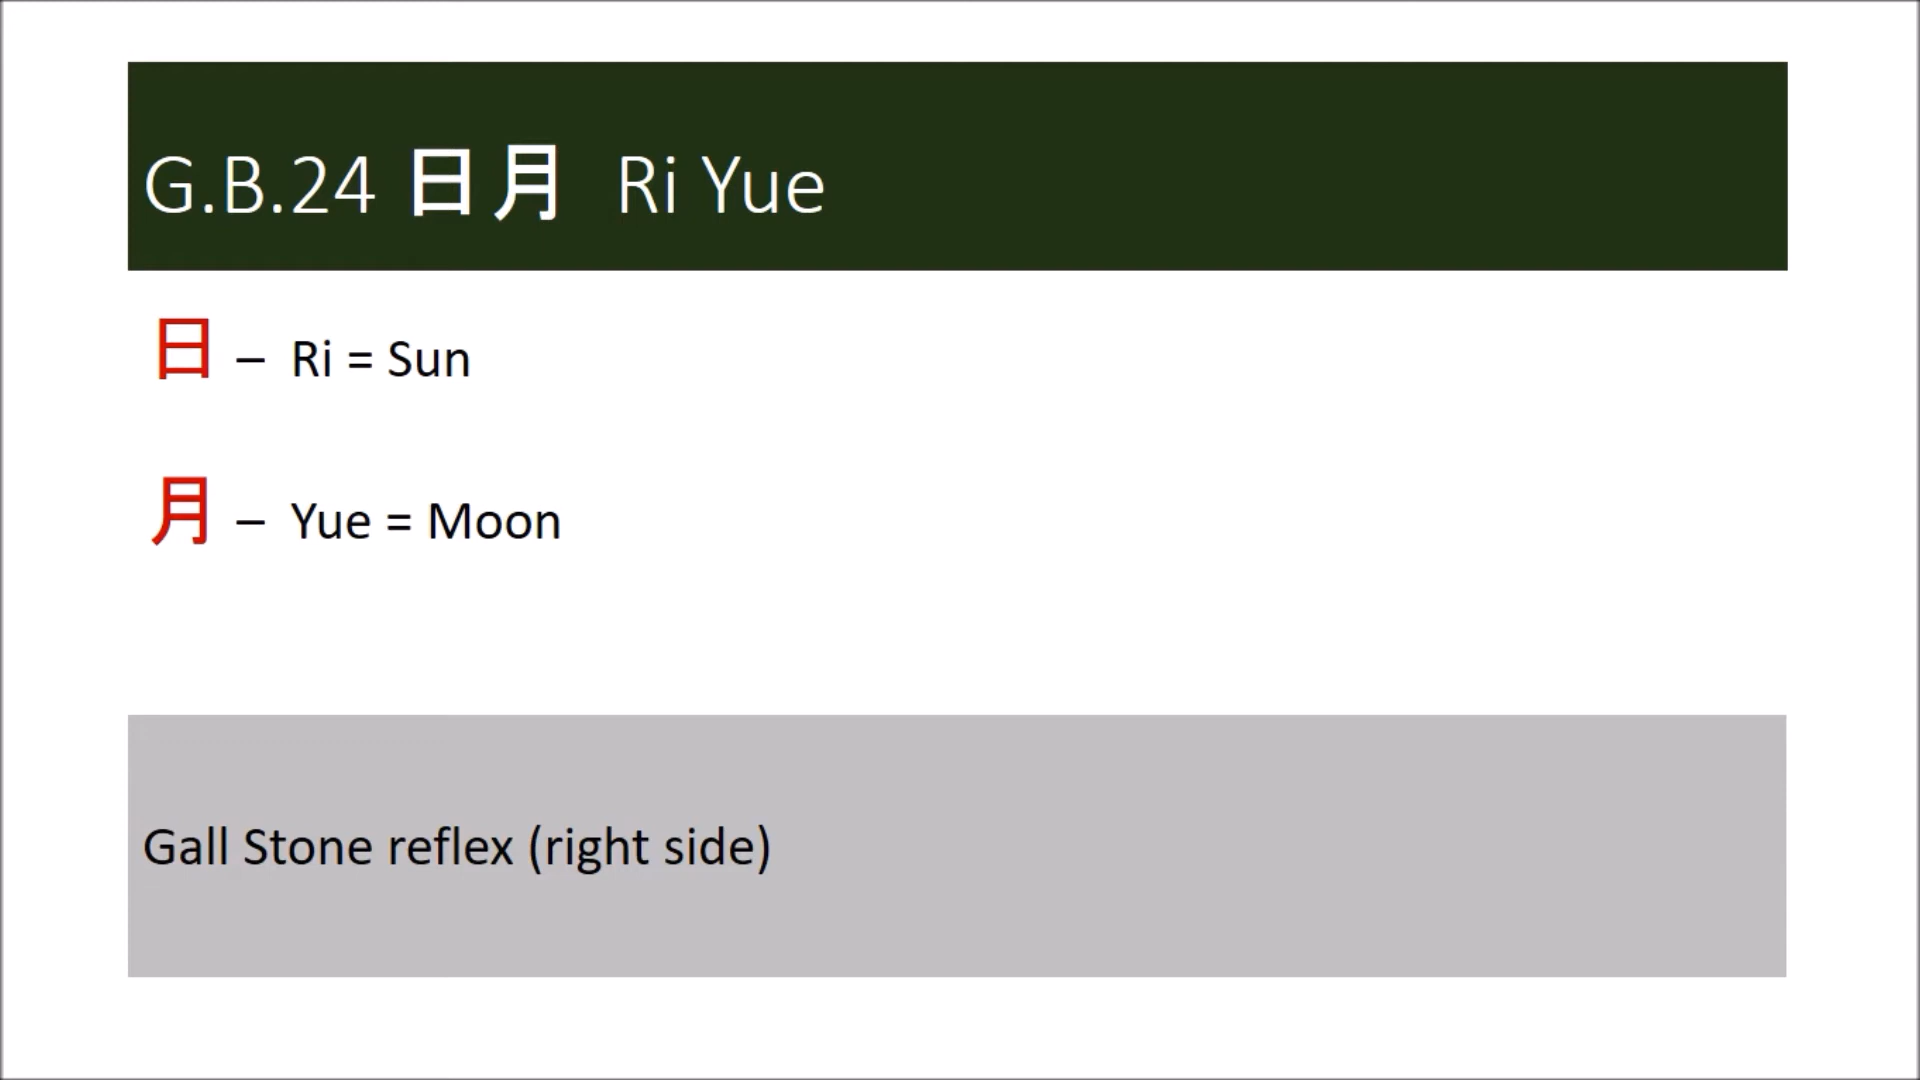 G.B.24 日月 Ri Yue
日 – Ri = Sun
月 – Yue = Moon
Gall Stone reflex (right side)